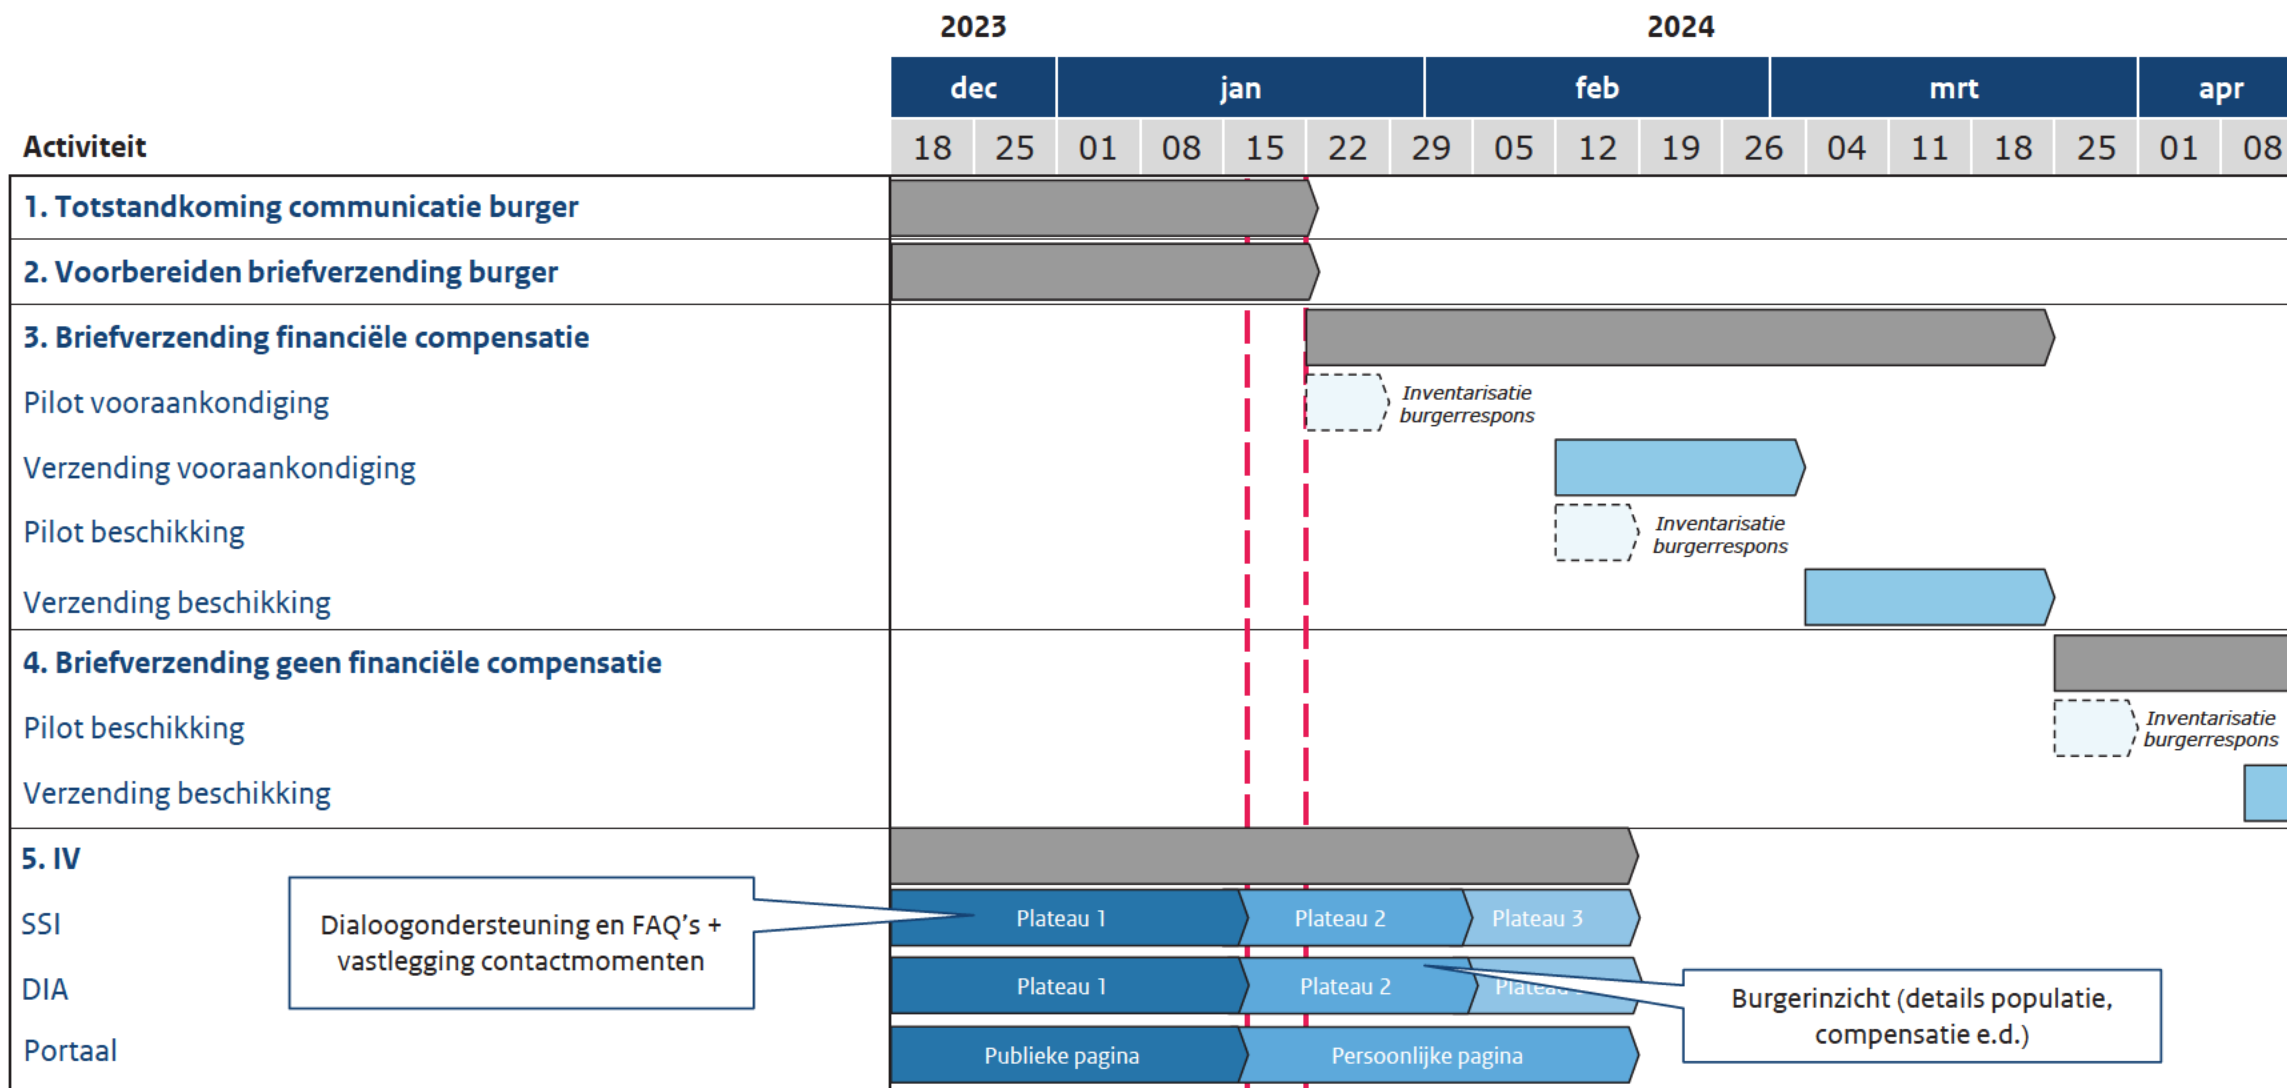 2023 2024
dec jan feb mrt apr
Activiteit 18 25 01 08 15 22 29 05 12 19 26 04 11 18 25 01 08
1. Totstandkoming communicatie burger
2. Voorbereiden briefverzending burger
3. Briefverzending financiële compensatie
Pilot vooraankondiging
Inventarisatie
burgerrespons
Verzending vooraankondiging
Pilot beschikking
Inventarisatie
burgerrespons
Verzending beschikking
4. Briefverzending geen financiële compensatie
Pilot beschikking
Inventarisatie
burgerrespons
Verzending beschikking
5. IV
Dialoogondersteuning en FAQ's +
vastlegging contactmomenten
SSI Plateau 1 Plateau 2 Plateau 3
DIA Plateau 1 Plateau 2
Burgerinzicht (details populatie,
compensatie e.d.)
Portaal Publieke pagina Persoonlijke pagina